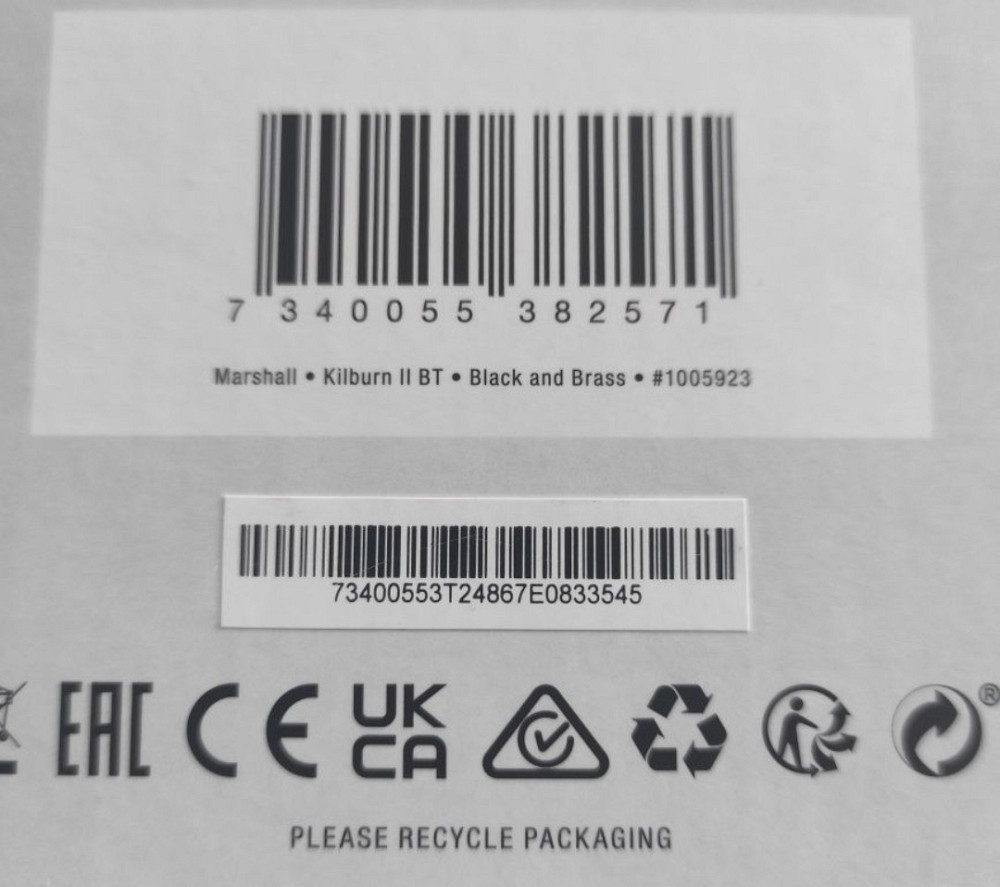 7 340055 382571
Marshall • Kilburn II BT • Black and Brass • #1005923
73400553T24867E0833545
EAC CE UK CA ®
PLEASE RECYCLE PACKAGING